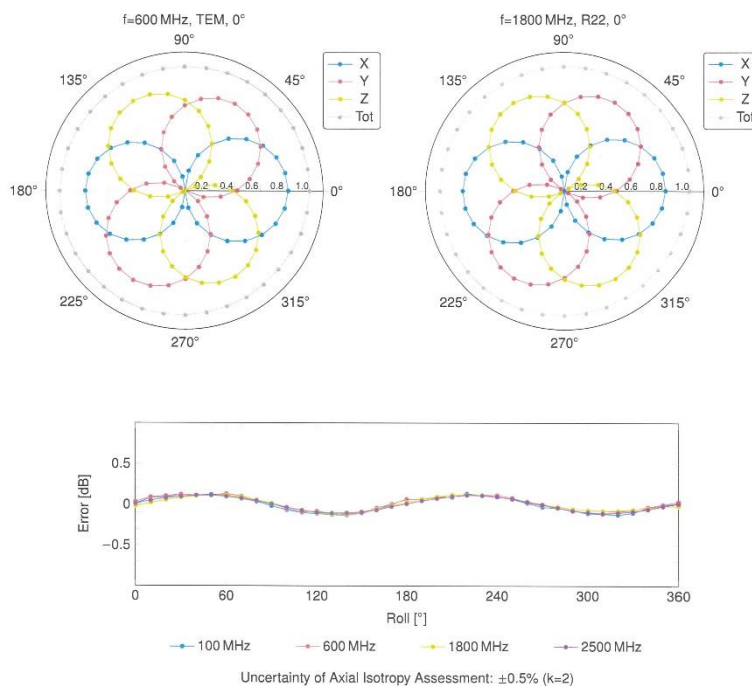 f=600 MHz, TEM, 0°
90°
135°
45°
X
Y
Z
Tot
180°
0.2 0.4 0.6 0.8 1.0
0°
225°
315°
270°
f=1800 MHz, R22, 0°
90°
135°
45°
X
Y
Z
Tot
180°
0.2 0.4 0.6 0.8 1.0
0°
225°
315°
270°
0.5
0
−0.5
Error [dB]
0 60 120 180 240 300 360
Roll [°]
100 MHz 600 MHz 1800 MHz 2500 MHz
Uncertainty of Axial Isotropy Assessment: ±0.5% (k=2)